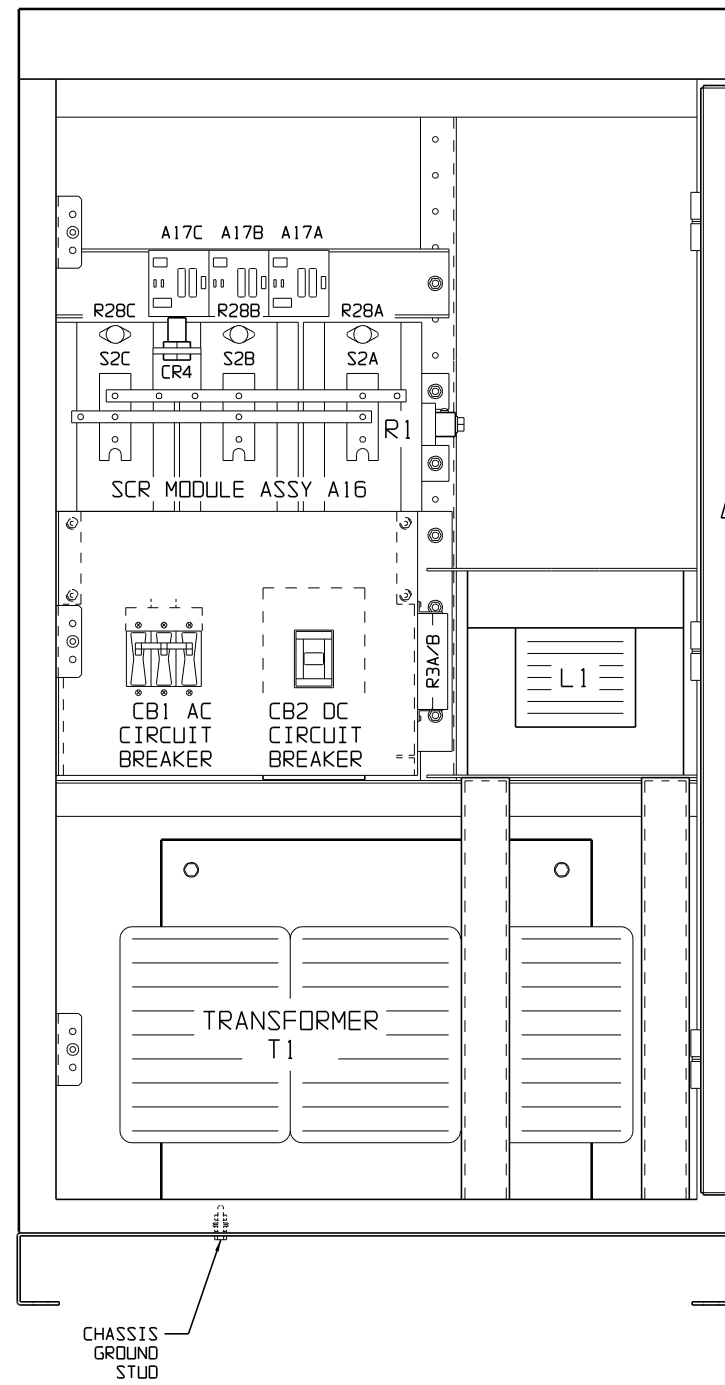 A17C A17B A17A
R28C R28B R28A
S2C S2B S2A
CR4
R1
SCR MODULE ASSY A16
R3A/B
L1
CB1 AC
CIRCUIT
BREAKER
CB2 DC
CIRCUIT
BREAKER
TRANSFORMER
T1
CHASSIS
GROUND
STUD